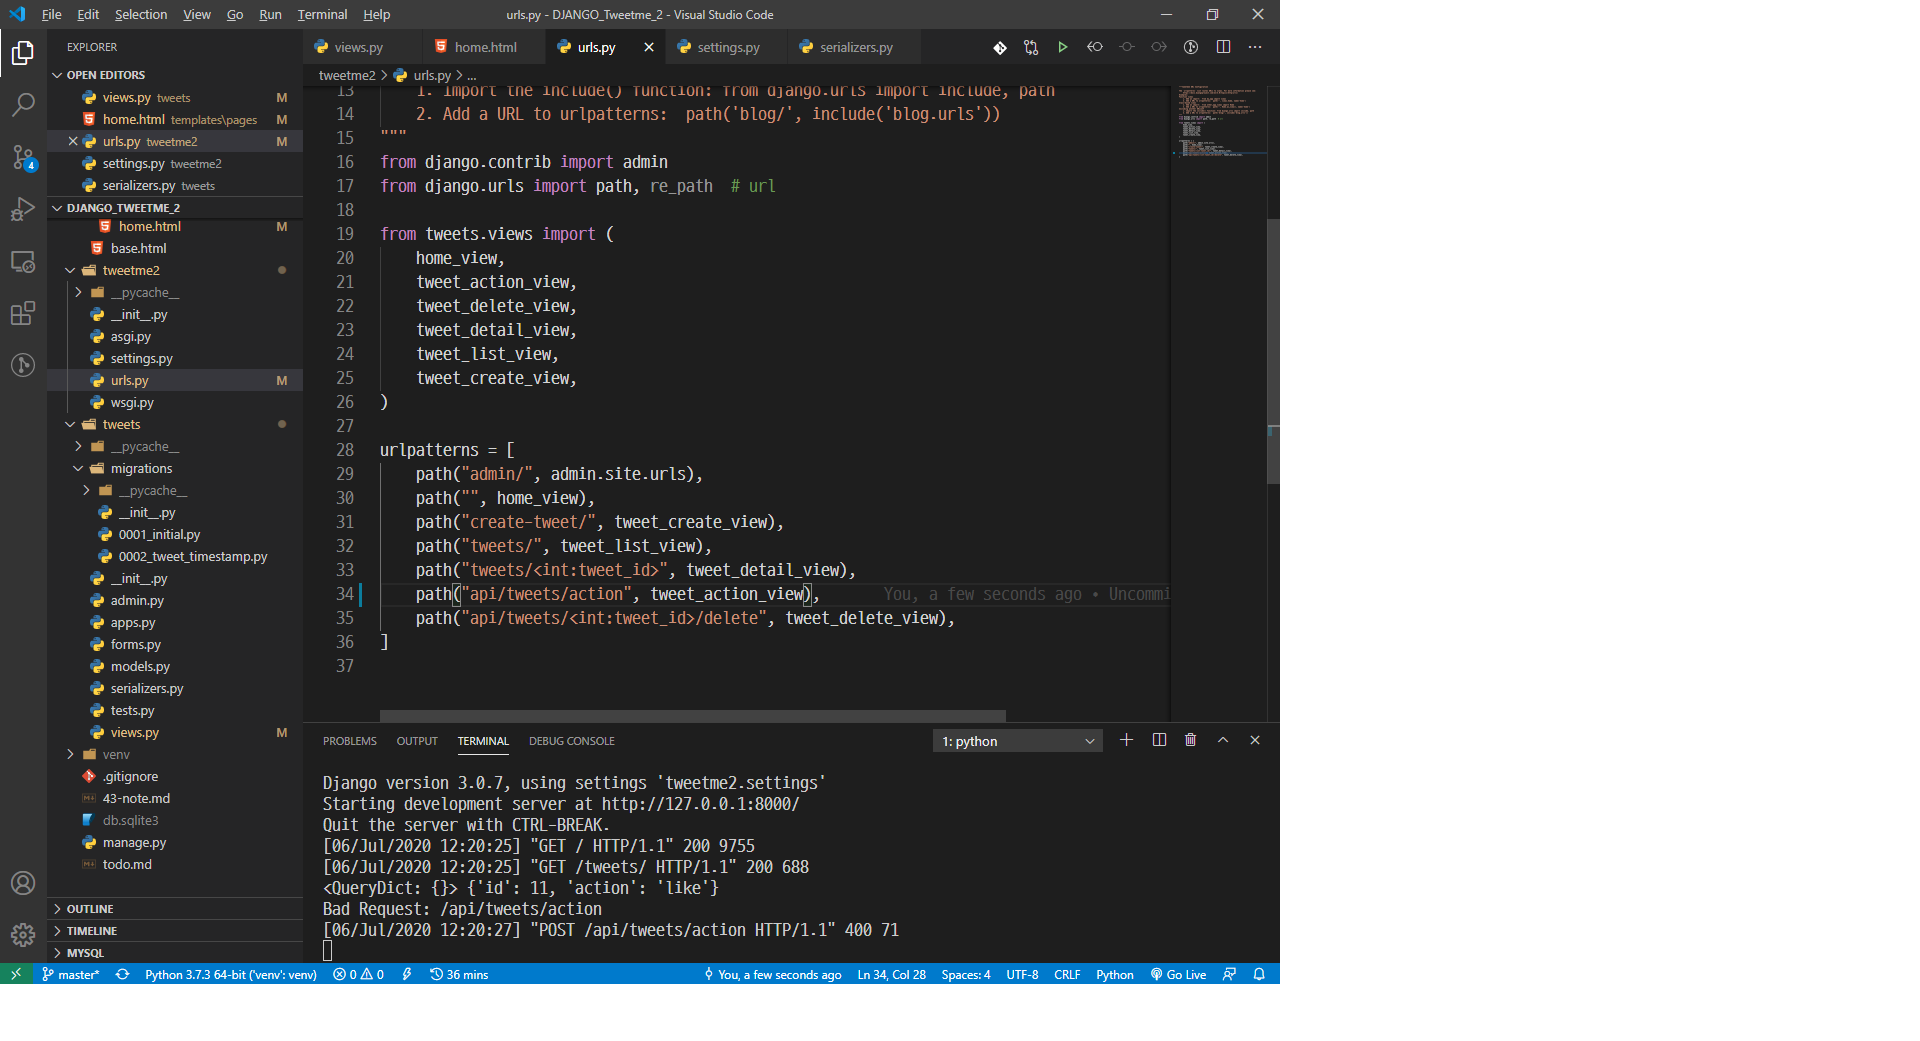 File Edit Selection View Go Run Terminal Help urls.py - DJANGO_Tweetme_2 - Visual Studio Code
EXPLORER
OPEN EDITORS
views.py tweets M
home.html templates\pages M
urls.py tweetme2 M
settings.py tweetme2
serializers.py tweets
DJANGO_TWEETME_2
home.html M
base.html
tweetme2
__pycache__
__init__.py
asgi.py
settings.py
urls.py M
wsgi.py
tweets
__pycache__
migrations
__pycache__
__init__.py
0001_initial.py
0002_tweet_timestamp.py
__init__.py
admin.py
apps.py
forms.py
models.py
serializers.py
tests.py
views.py M
venv
.gitignore
43-note.md
db.sqlite3
manage.py
todo.md
OUTLINE
TIMELINE
MYSQL
4
views.py home.html urls.py settings.py serializers.py
tweetme2 > urls.py > ...
13 1. Import the include() function: from django.urls import include, path
14 2. Add a URL to urlpatterns:  path('blog/', include('blog.urls'))
15 """
16 from django.contrib import admin
17 from django.urls import path, re_path  # url
18
19 from tweets.views import (
20 home_view,
21 tweet_action_view,
22 tweet_delete_view,
23 tweet_detail_view,
24 tweet_list_view,
25 tweet_create_view,
26 )
27
28 urlpatterns = [
29 path("admin/", admin.site.urls),
30 path("", home_view),
31 path("create-tweet/", tweet_create_view),
32 path("tweets/", tweet_list_view),
33 path("tweets/<int:tweet_id>", tweet_detail_view),
34 path("api/tweets/action", tweet_action_view), You, a few seconds ago • Uncommi
35 path("api/tweets/<int:tweet_id>/delete", tweet_delete_view),
36 ]
37
PROBLEMS OUTPUT TERMINAL DEBUG CONSOLE 1: python
Django version 3.0.7, using settings 'tweetme2.settings'
Starting development server at http://127.0.0.1:8000/
Quit the server with CTRL-BREAK.
[06/Jul/2020 12:20:25] "GET / HTTP/1.1" 200 9755
[06/Jul/2020 12:20:25] "GET /tweets/ HTTP/1.1" 200 688
<QueryDict: {}> {'id': 11, 'action': 'like'}
Bad Request: /api/tweets/action
[06/Jul/2020 12:20:27] "POST /api/tweets/action HTTP/1.1" 400 71
master* Python 3.7.3 64-bit ('venv': venv) 0 0 36 mins You, a few seconds ago Ln 34, Col 28 Spaces: 4 UTF-8 CRLF Python Go Live